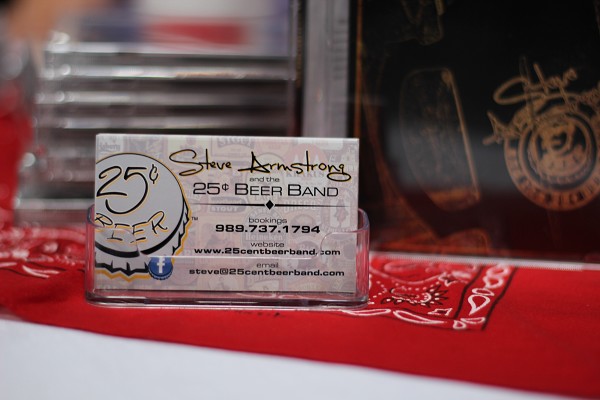 25¢
BEER
™
Steve Armstrong
and the
25¢ BEER BAND
bookings
989.737.1794
website
www.25centbeerband.com
email
steve@25centbeerband.com
f